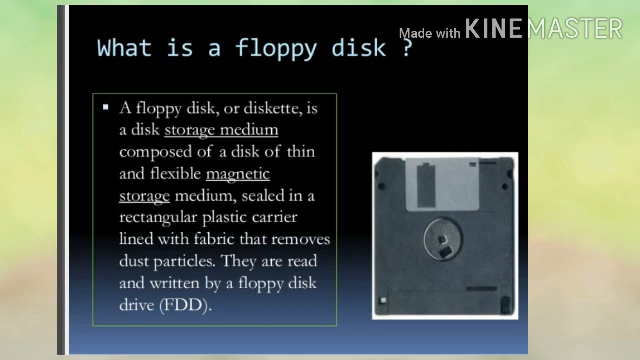 Made with KINEMASTER
What is a floppy disk ?
▪ A floppy disk, or diskette, is
a disk storage medium
composed of a disk of thin
and flexible magnetic
storage medium, sealed in a
rectangular plastic carrier
lined with fabric that removes
dust particles. They are read
and written by a floppy disk
drive (FDD).